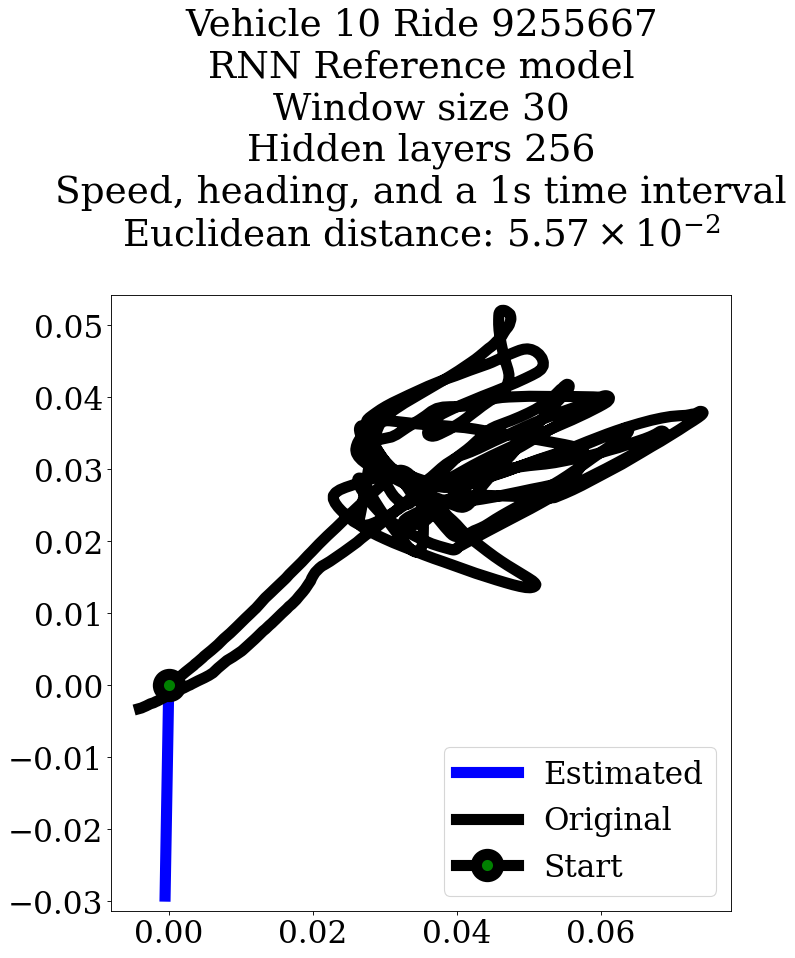 Vehicle 10 Ride 9255667
RNN Reference model
Window size 30
Hidden layers 256
Speed, heading, and a 1s time interval
Euclidean distance: 5.57 × 10⁻²
0.05
0.04
0.03
0.02
0.01
0.00
−0.01
−0.02
−0.03
Estimated
Original
Start
0.00 0.02 0.04 0.06